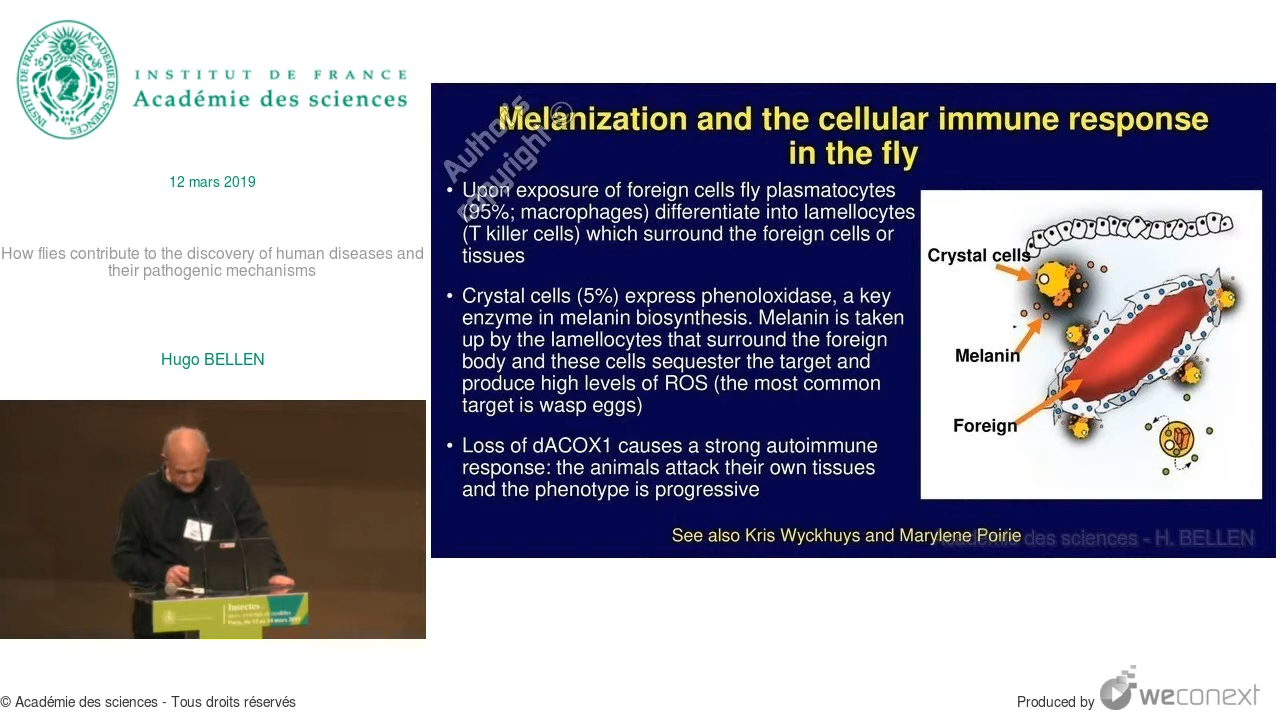 INSTITUT DE FRANCE
Académie des sciences
12 mars 2019
How flies contribute to the discovery of human diseases and
their pathogenic mechanisms
Hugo BELLEN
Melanization and the cellular immune response
in the fly
Author's
copyright ©
• Upon exposure of foreign cells fly plasmatocytes
(95%; macrophages) differentiate into lamellocytes
(T killer cells) which surround the foreign cells or
tissues
• Crystal cells (5%) express phenoloxidase, a key
enzyme in melanin biosynthesis. Melanin is taken
up by the lamellocytes that surround the foreign
body and these cells sequester the target and
produce high levels of ROS (the most common
target is wasp eggs)
• Loss of dACOX1 causes a strong autoimmune
response: the animals attack their own tissues
and the phenotype is progressive
Crystal cells
Melanin
Foreign
See also Kris Wyckhuys and Marylene Poirie
Académie des sciences - H. BELLEN
Insectes
© Académie des sciences - Tous droits réservés
Produced by
weconext